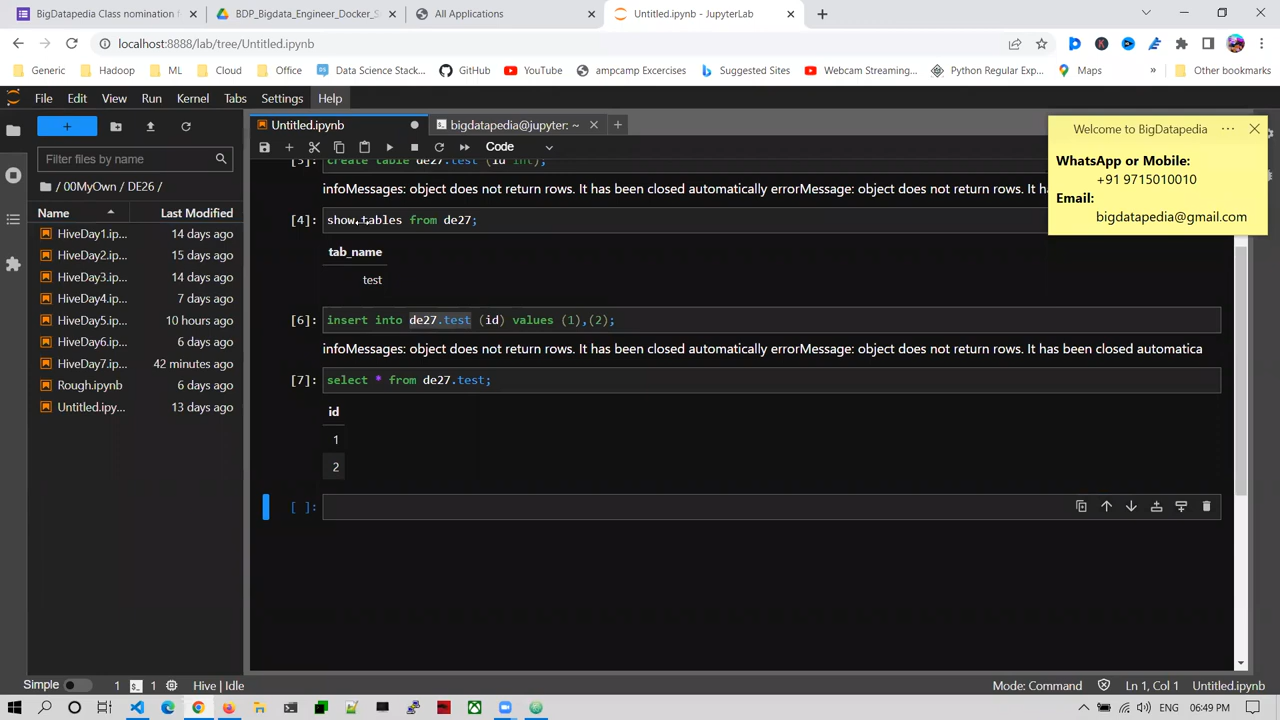 BigDatapedia Class nomination f
BDP_Bigdata_Engineer_Docker_S
All Applications
Untitled.ipynb - JupyterLab
localhost:8888/lab/tree/Untitled.ipynb
Generic
Hadoop
ML
Cloud
Office
Data Science Stack...
GitHub
YouTube
ampcamp Excercises
Suggested Sites
Webcam Streaming...
Python Regular Exp...
Maps
»
Other bookmarks
File Edit View Run Kernel Tabs Settings Help
Untitled.ipynb
bigdatapedia@jupyter: ~
Code
Filter files by name
/ 00MyOwn / DE26 /
Name Last Modified
HiveDay1.ip... 14 days ago
HiveDay2.ip... 15 days ago
HiveDay3.ip... 14 days ago
HiveDay4.ip... 7 days ago
HiveDay5.ip... 10 hours ago
HiveDay6.ip... 6 days ago
HiveDay7.ip... 42 minutes ago
Rough.ipynb 6 days ago
Untitled.ipy... 13 days ago
[3]: create table de27.test (id int);
infoMessages: object does not return rows. It has been closed automatically errorMessage: object does not return rows. It ha
[4]: show tables from de27;
tab_name
test
[6]: insert into de27.test (id) values (1),(2);
infoMessages: object does not return rows. It has been closed automatically errorMessage: object does not return rows. It has been closed automatica
[7]: select * from de27.test;
id
1
2
[ ]:
Welcome to BigDatapedia
WhatsApp or Mobile:
+91 9715010010
Email:
bigdatapedia@gmail.com
Simple 1 1 Hive | Idle
Mode: Command Ln 1, Col 1 Untitled.ipynb
ENG 06:49 PM